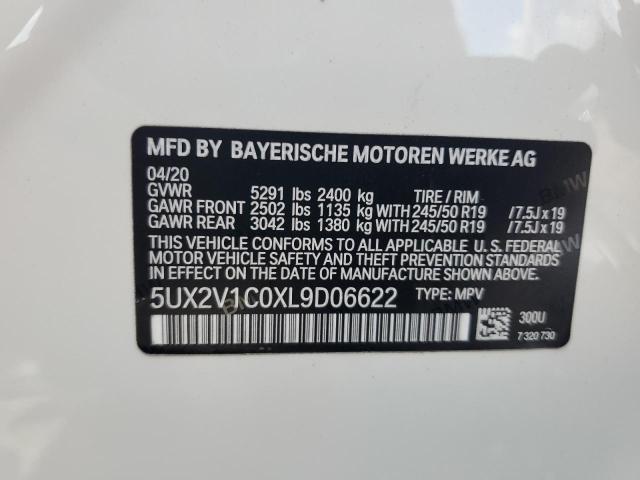 MFD BY BAYERISCHE MOTOREN WERKE AG
04/20
GVWR 5291 lbs 2400 kg TIRE / RIM
GAWR FRONT 2502 lbs 1135 kg WITH 245/50 R19 /7.5J x 19
GAWR REAR 3042 lbs 1380 kg WITH 245/50 R19 /7.5J x 19
THIS VEHICLE CONFORMS TO ALL APPLICABLE U. S. FEDERAL
MOTOR VEHICLE SAFETY, BUMPER, AND THEFT PREVENTION
STANDARDS IN EFFECT ON THE DATE OF MANUFACTURE SHOWN ABOVE.
5UX2V1C0XL9D06622 TYPE: MPV
300U
7 320 730